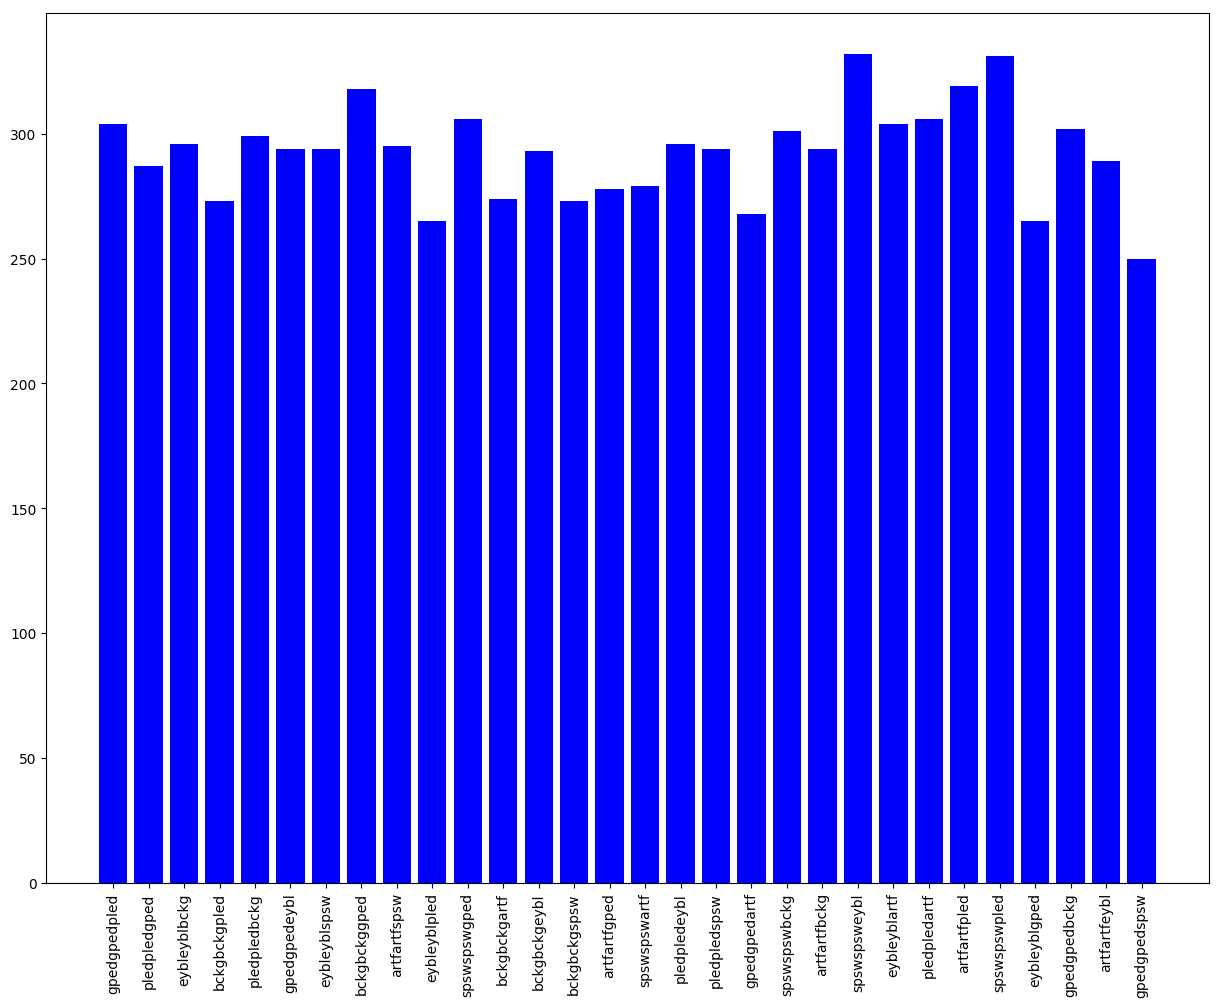 300
250
200
150
100
50
0
gpedgpedpled
pledpledgped
eybleyblbckg
bckgbckgpled
pledpledbckg
gpedgpedeybl
eybleyblspsw
bckgbckggped
artfartfspsw
eybleyblpled
spswspswgped
bckgbckgartf
bckgbckgeybl
bckgbckgspsw
artfartfgped
spswspswartf
pledpledeybl
pledpledspsw
gpedgpedartf
spswspswbckg
artfartfbckg
spswspsweybl
eybleyblartf
pledpledartf
artfartfpled
spswspswpled
eybleyblgped
gpedgpedbckg
artfartfeybl
gpedgpedspsw